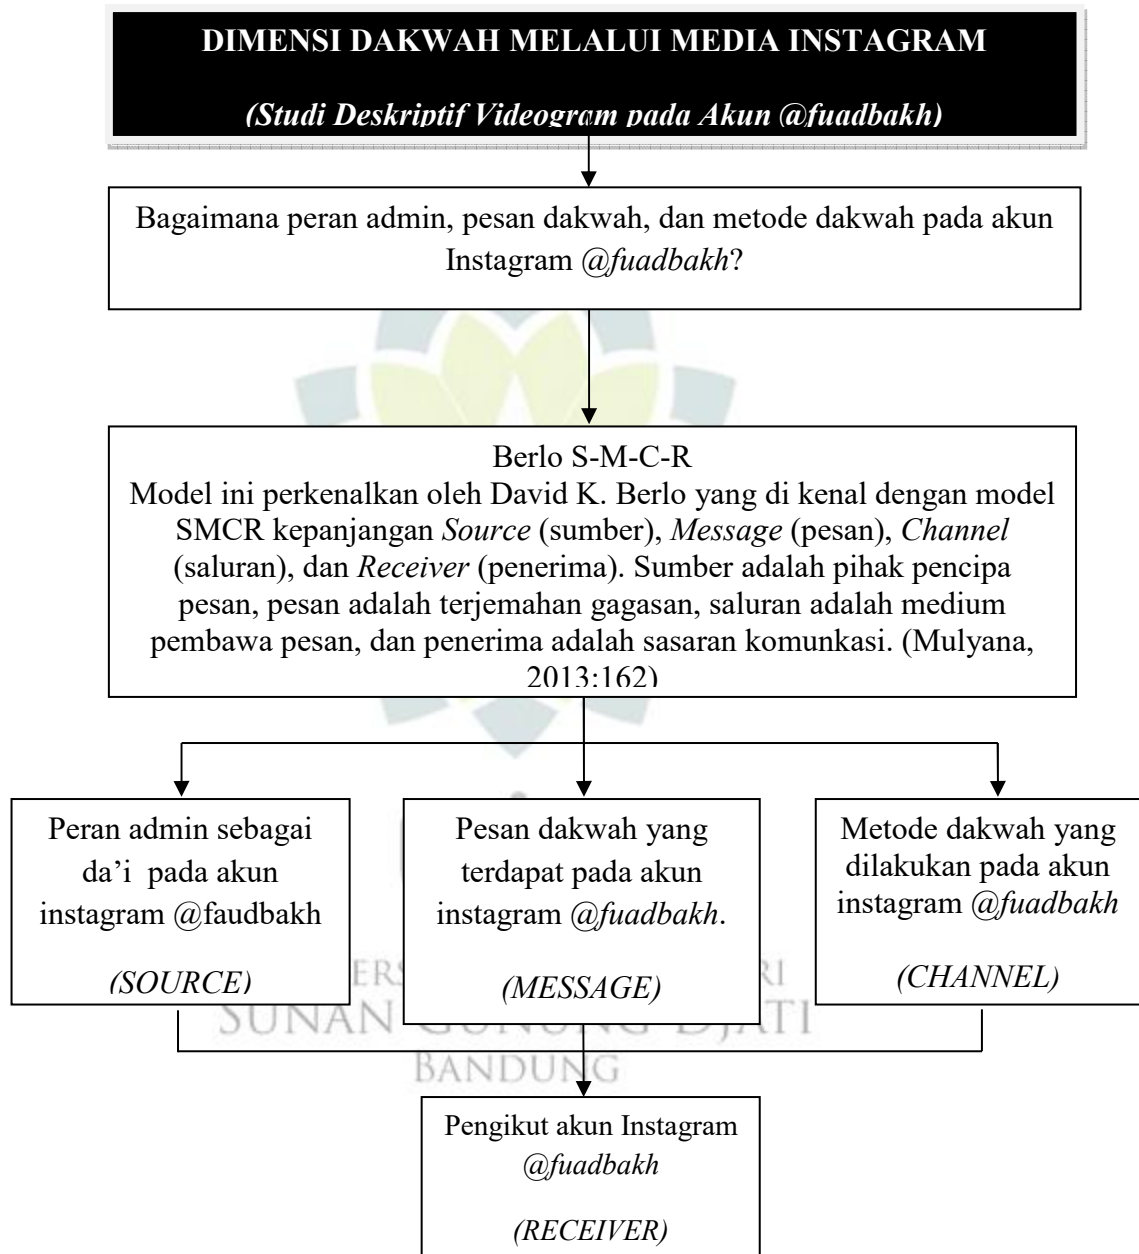 DIMENSI DAKWAH MELALUI MEDIA INSTAGRAM
(Studi Deskriptif Videogram pada Akun @fuadbakh)
Bagaimana peran admin, pesan dakwah, dan metode dakwah pada akun
Instagram @fuadbakh?
Berlo S-M-C-R
Model ini perkenalkan oleh David K. Berlo yang di kenal dengan model
SMCR kepanjangan Source (sumber), Message (pesan), Channel
(saluran), dan Receiver (penerima). Sumber adalah pihak pencipa
pesan, pesan adalah terjemahan gagasan, saluran adalah medium
pembawa pesan, dan penerima adalah sasaran komunkasi. (Mulyana,
2013:162)
Peran admin sebagai
da’i  pada akun
instagram @faudbakh
(SOURCE)
Pesan dakwah yang
terdapat pada akun
instagram @fuadbakh.
(MESSAGE)
Metode dakwah yang
dilakukan pada akun
instagram @fuadbakh
(CHANNEL)
SUNAN GUNUNG DJATI
BANDUNG
Pengikut akun Instagram
@fuadbakh
(RECEIVER)